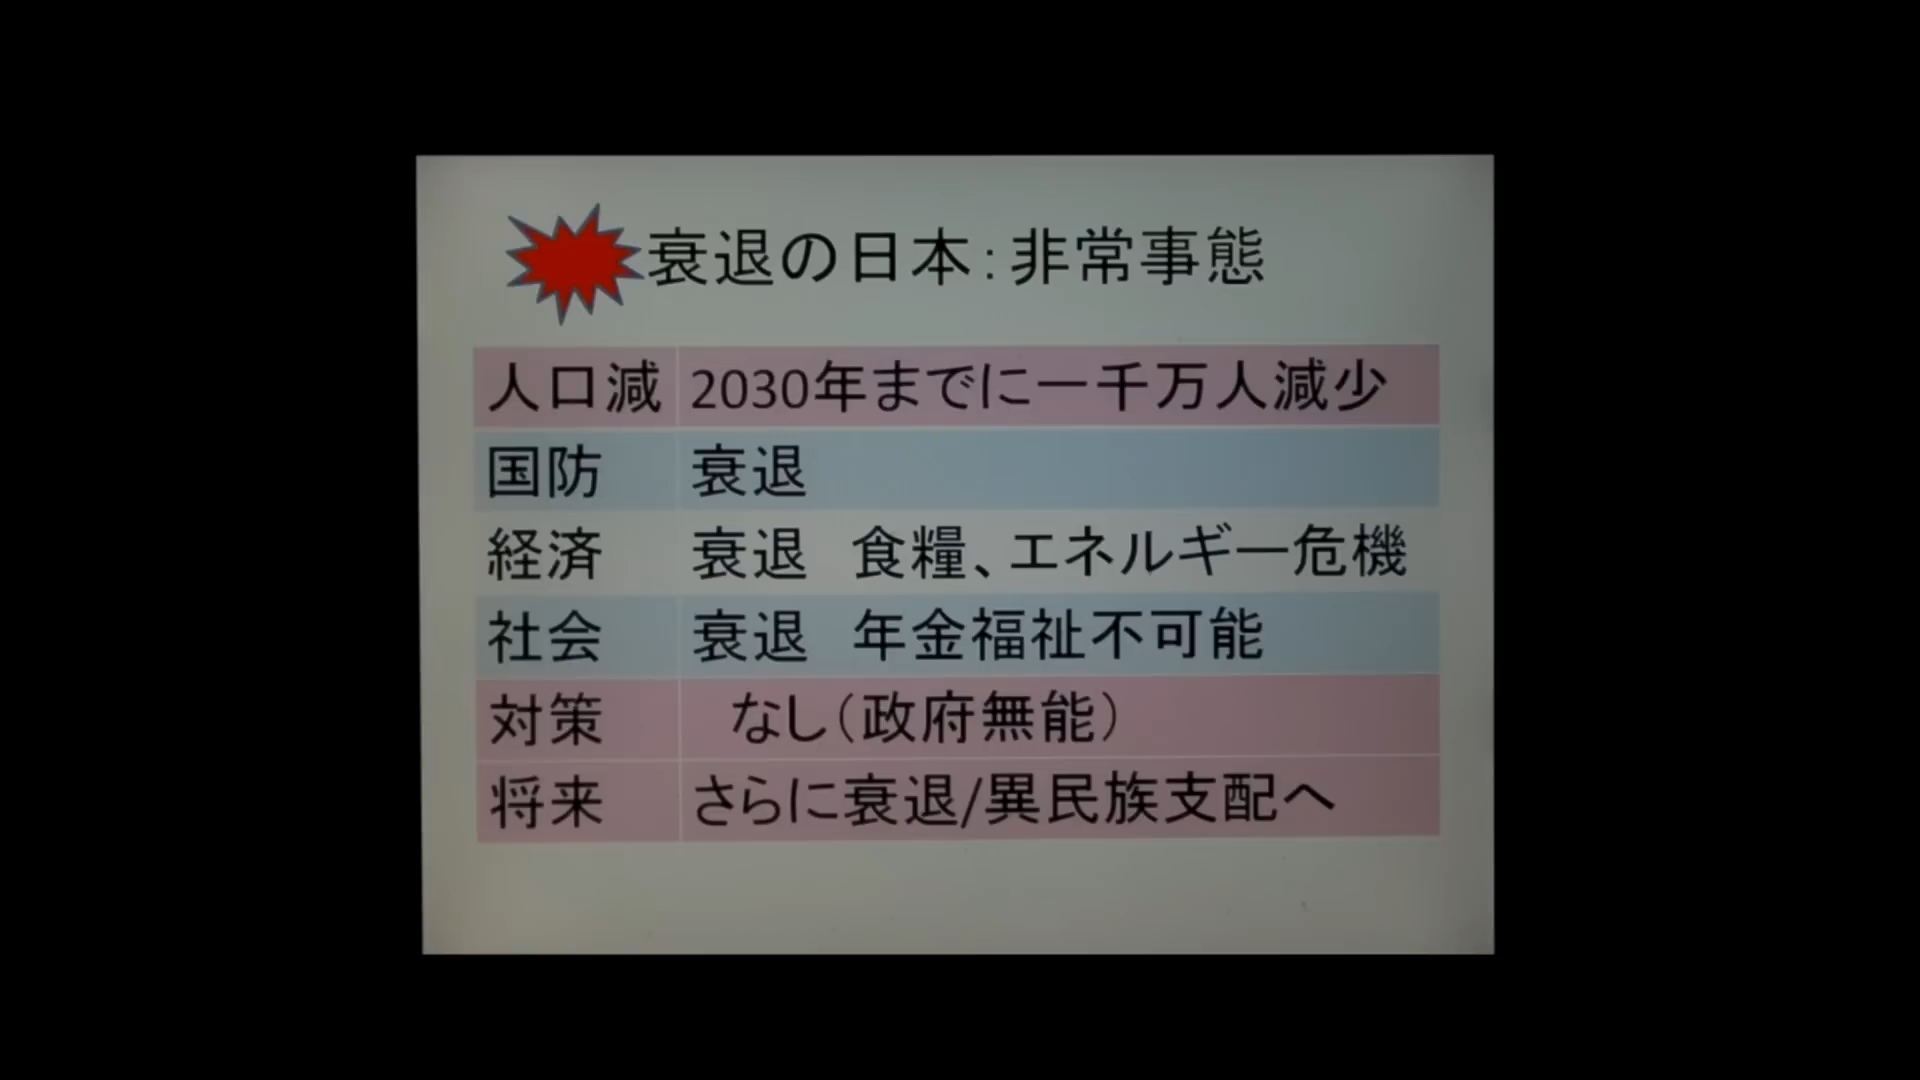 衰退の日本:非常事態
人口減 2030年までに一千万人減少
国防 衰退
経済 衰退 食糧、エネルギー危機
社会 衰退 年金福祉不可能
対策 なし(政府無能)
将来 さらに衰退/異民族支配へ